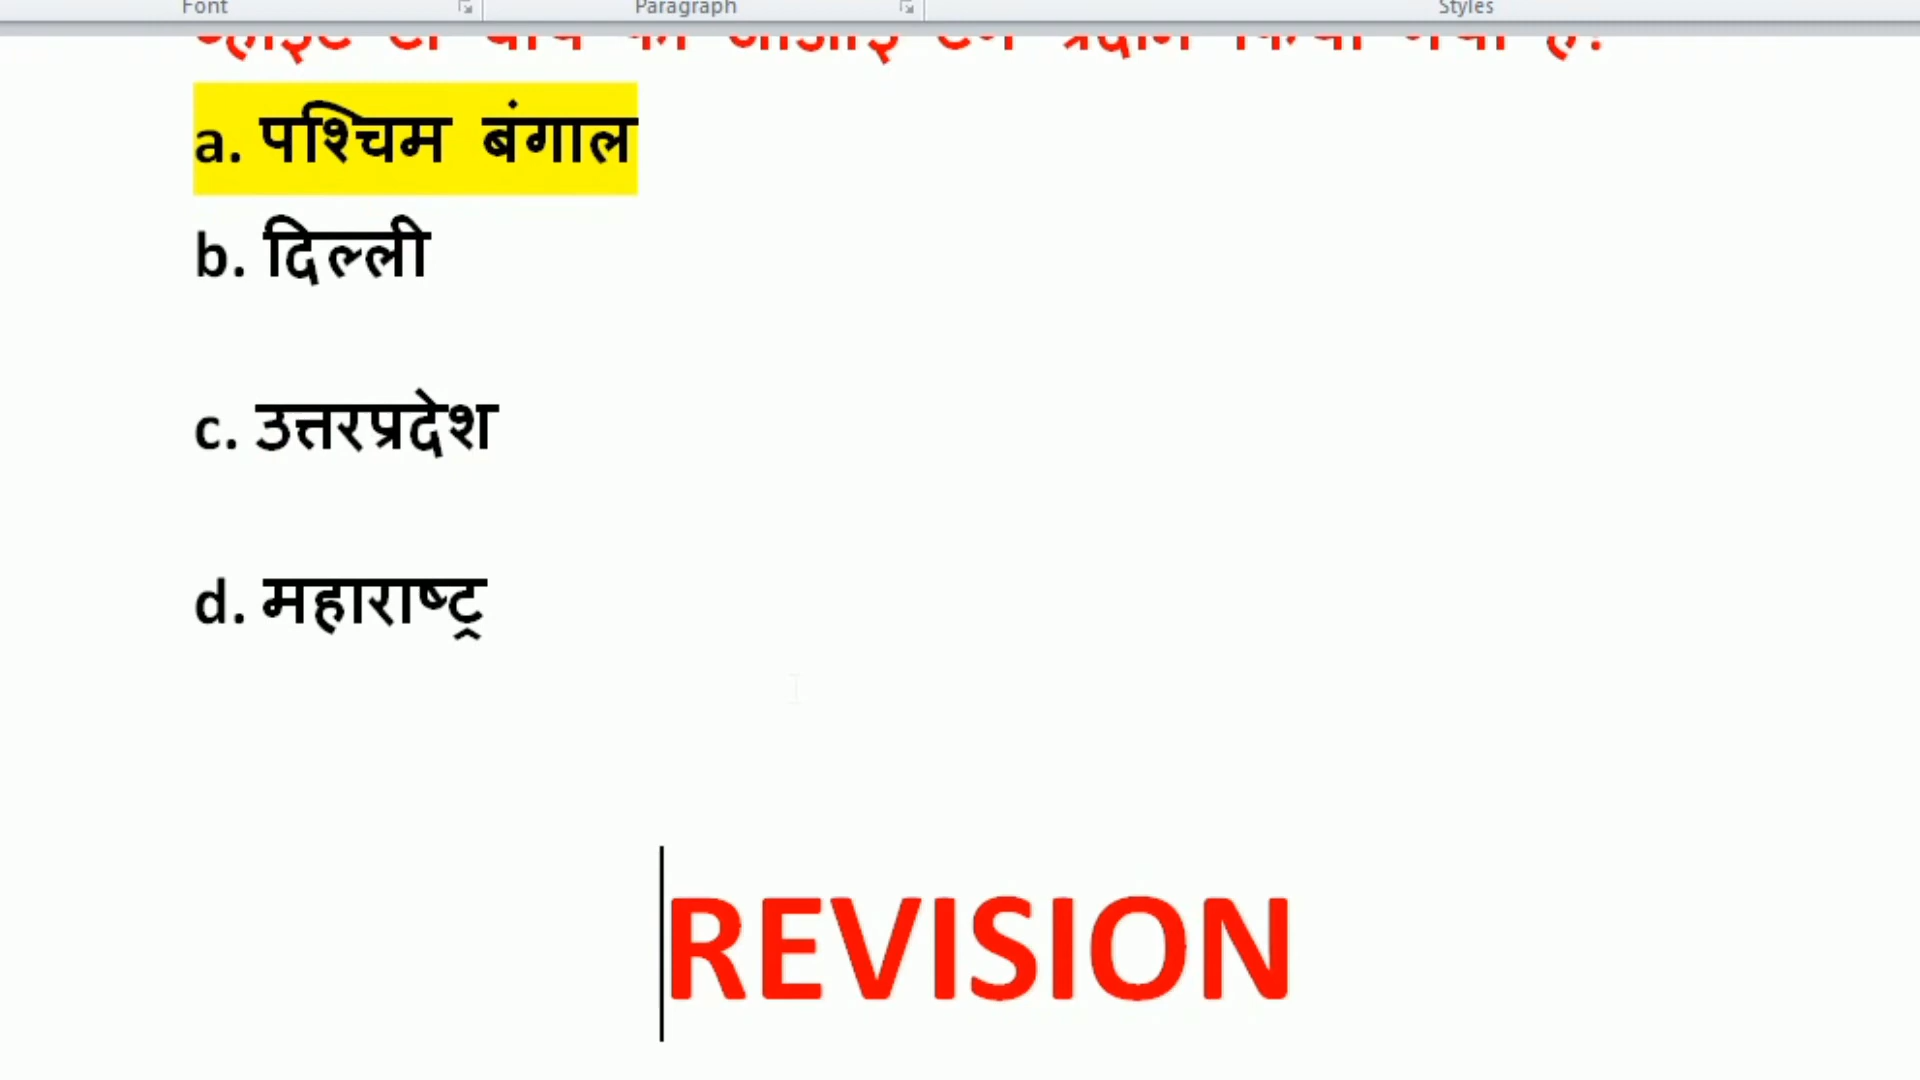 Font Paragraph Styles
a. पश्चिम बंगाल
b. दिल्ली
c. उत्तरप्रदेश
d. महाराष्ट्र
REVISION